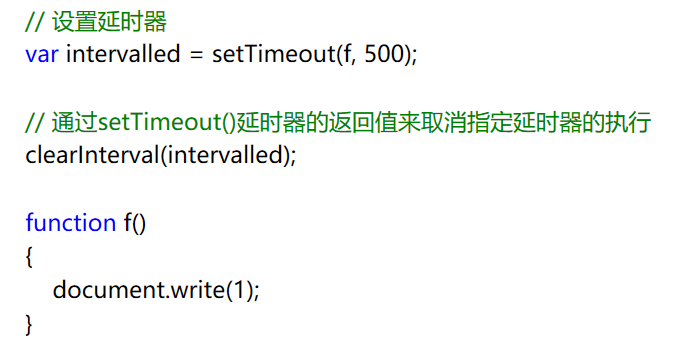 // 设置延时器
var intervalled = setTimeout(f, 500);
// 通过setTimeout()延时器的返回值来取消指定延时器的执行
clearInterval(intervalled);
function f()
{
document.write(1);
}